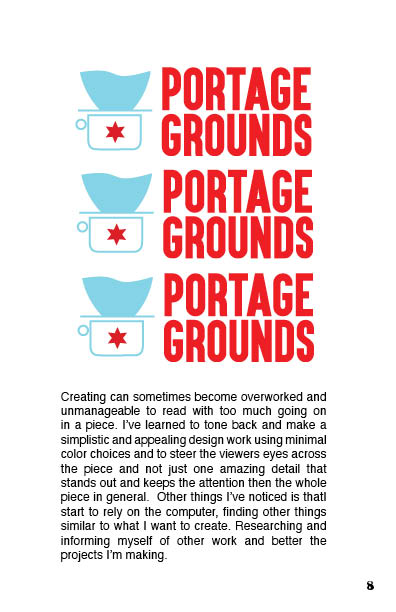 PORTAGE
GROUNDS
PORTAGE
GROUNDS
PORTAGE
GROUNDS
Creating can sometimes become overworked and
unmanageable to read with too much going on
in a piece. I've learned to tone back and make a
simplistic and appealing design work using minimal
color choices and to steer the viewers eyes across
the piece and not just one amazing detail that
stands out and keeps the attention then the whole
piece in general.  Other things I've noticed is thatI
start to rely on the computer, finding other things
similar to what I want to create. Researching and
informing myself of other work and better the
projects I'm making.
8